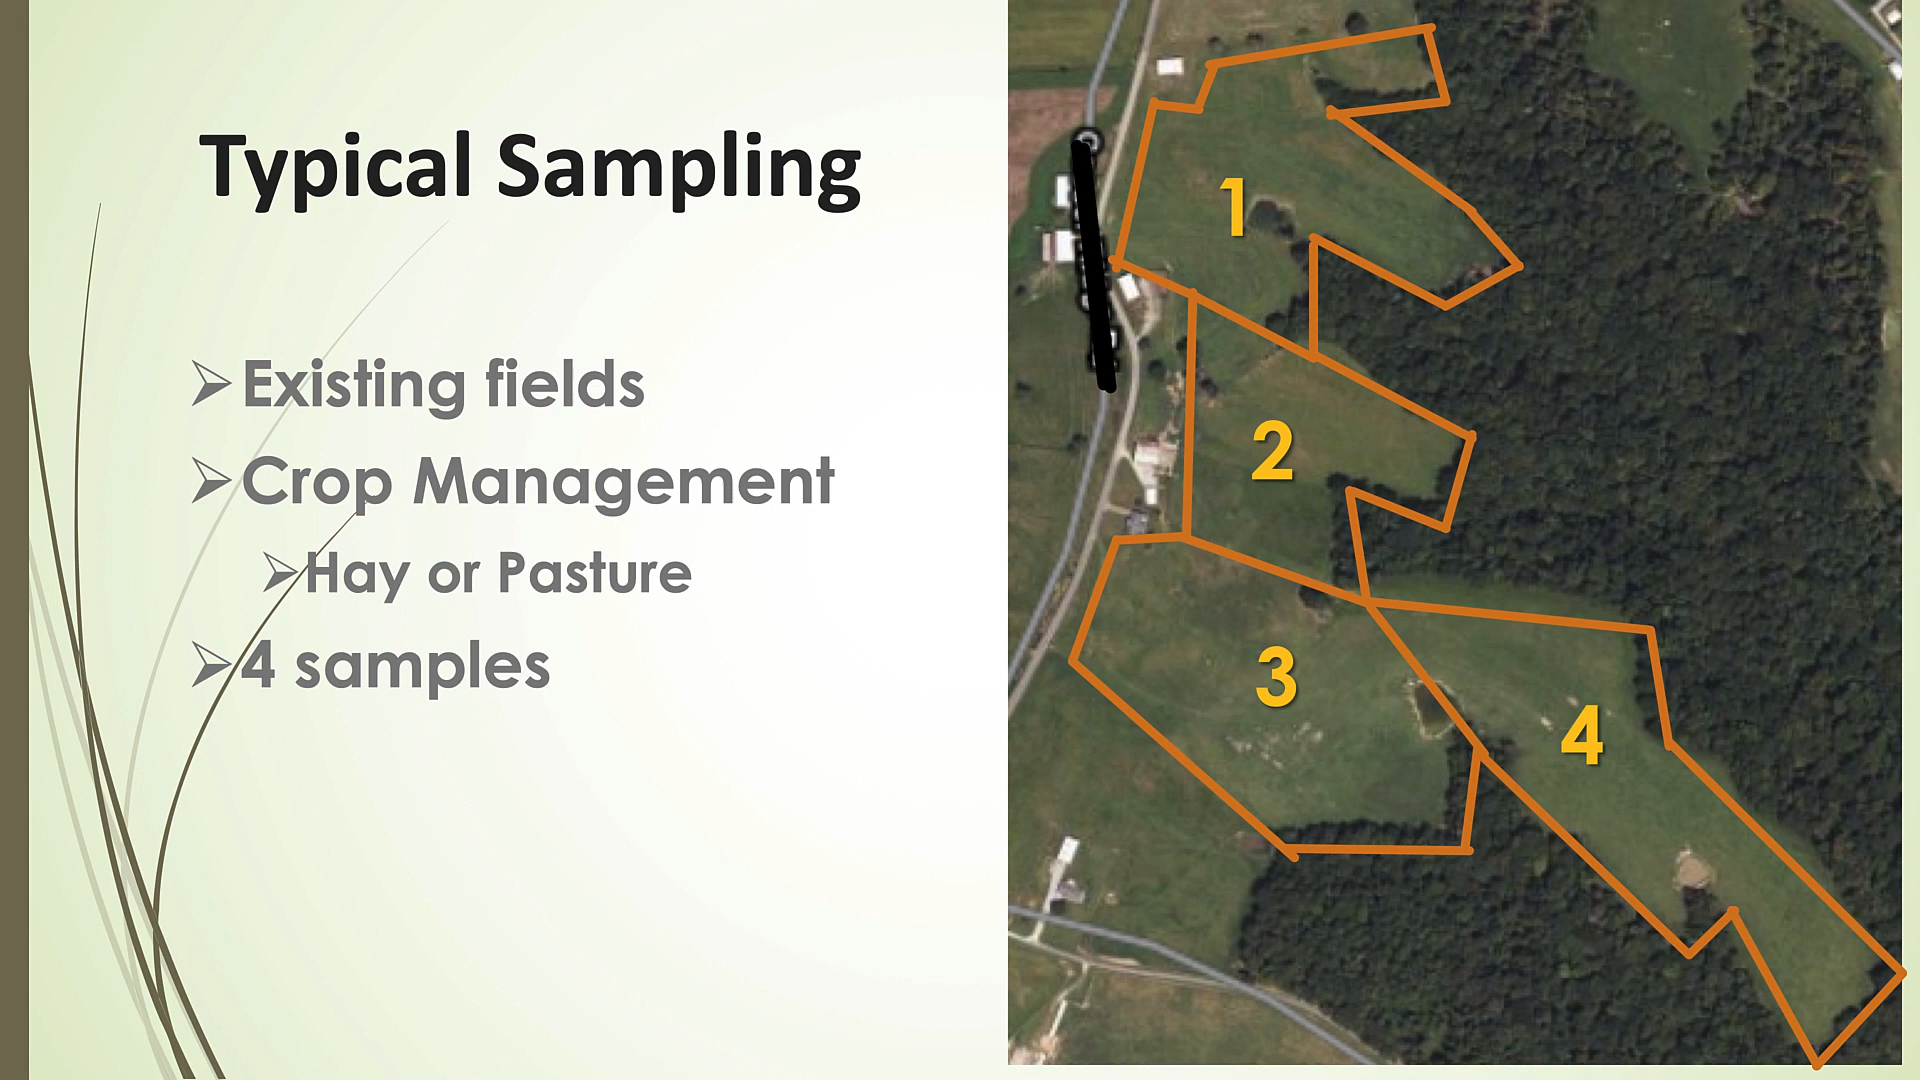 Typical Sampling
Existing fields
Crop Management
Hay or Pasture
4 samples
1
2
3
4